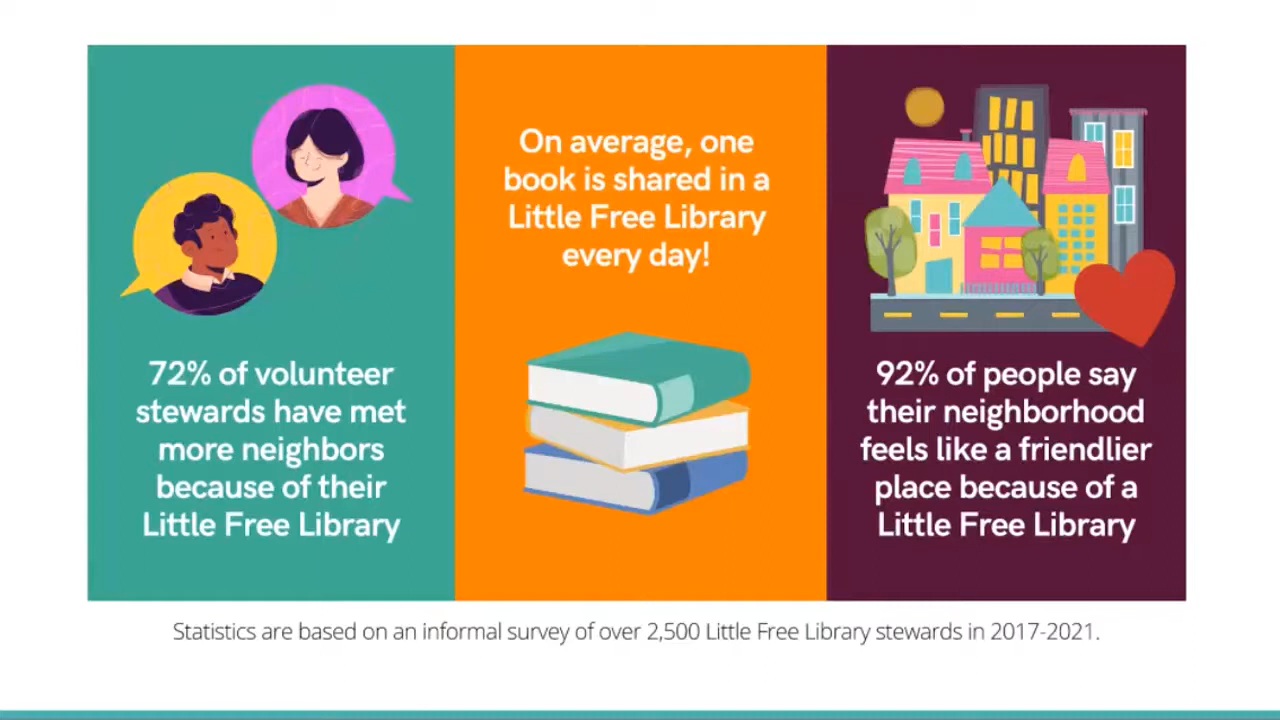 72% of volunteer
stewards have met
more neighbors
because of their
Little Free Library
On average, one
book is shared in a
Little Free Library
every day!
92% of people say
their neighborhood
feels like a friendlier
place because of a
Little Free Library
Statistics are based on an informal survey of over 2,500 Little Free Library stewards in 2017-2021.